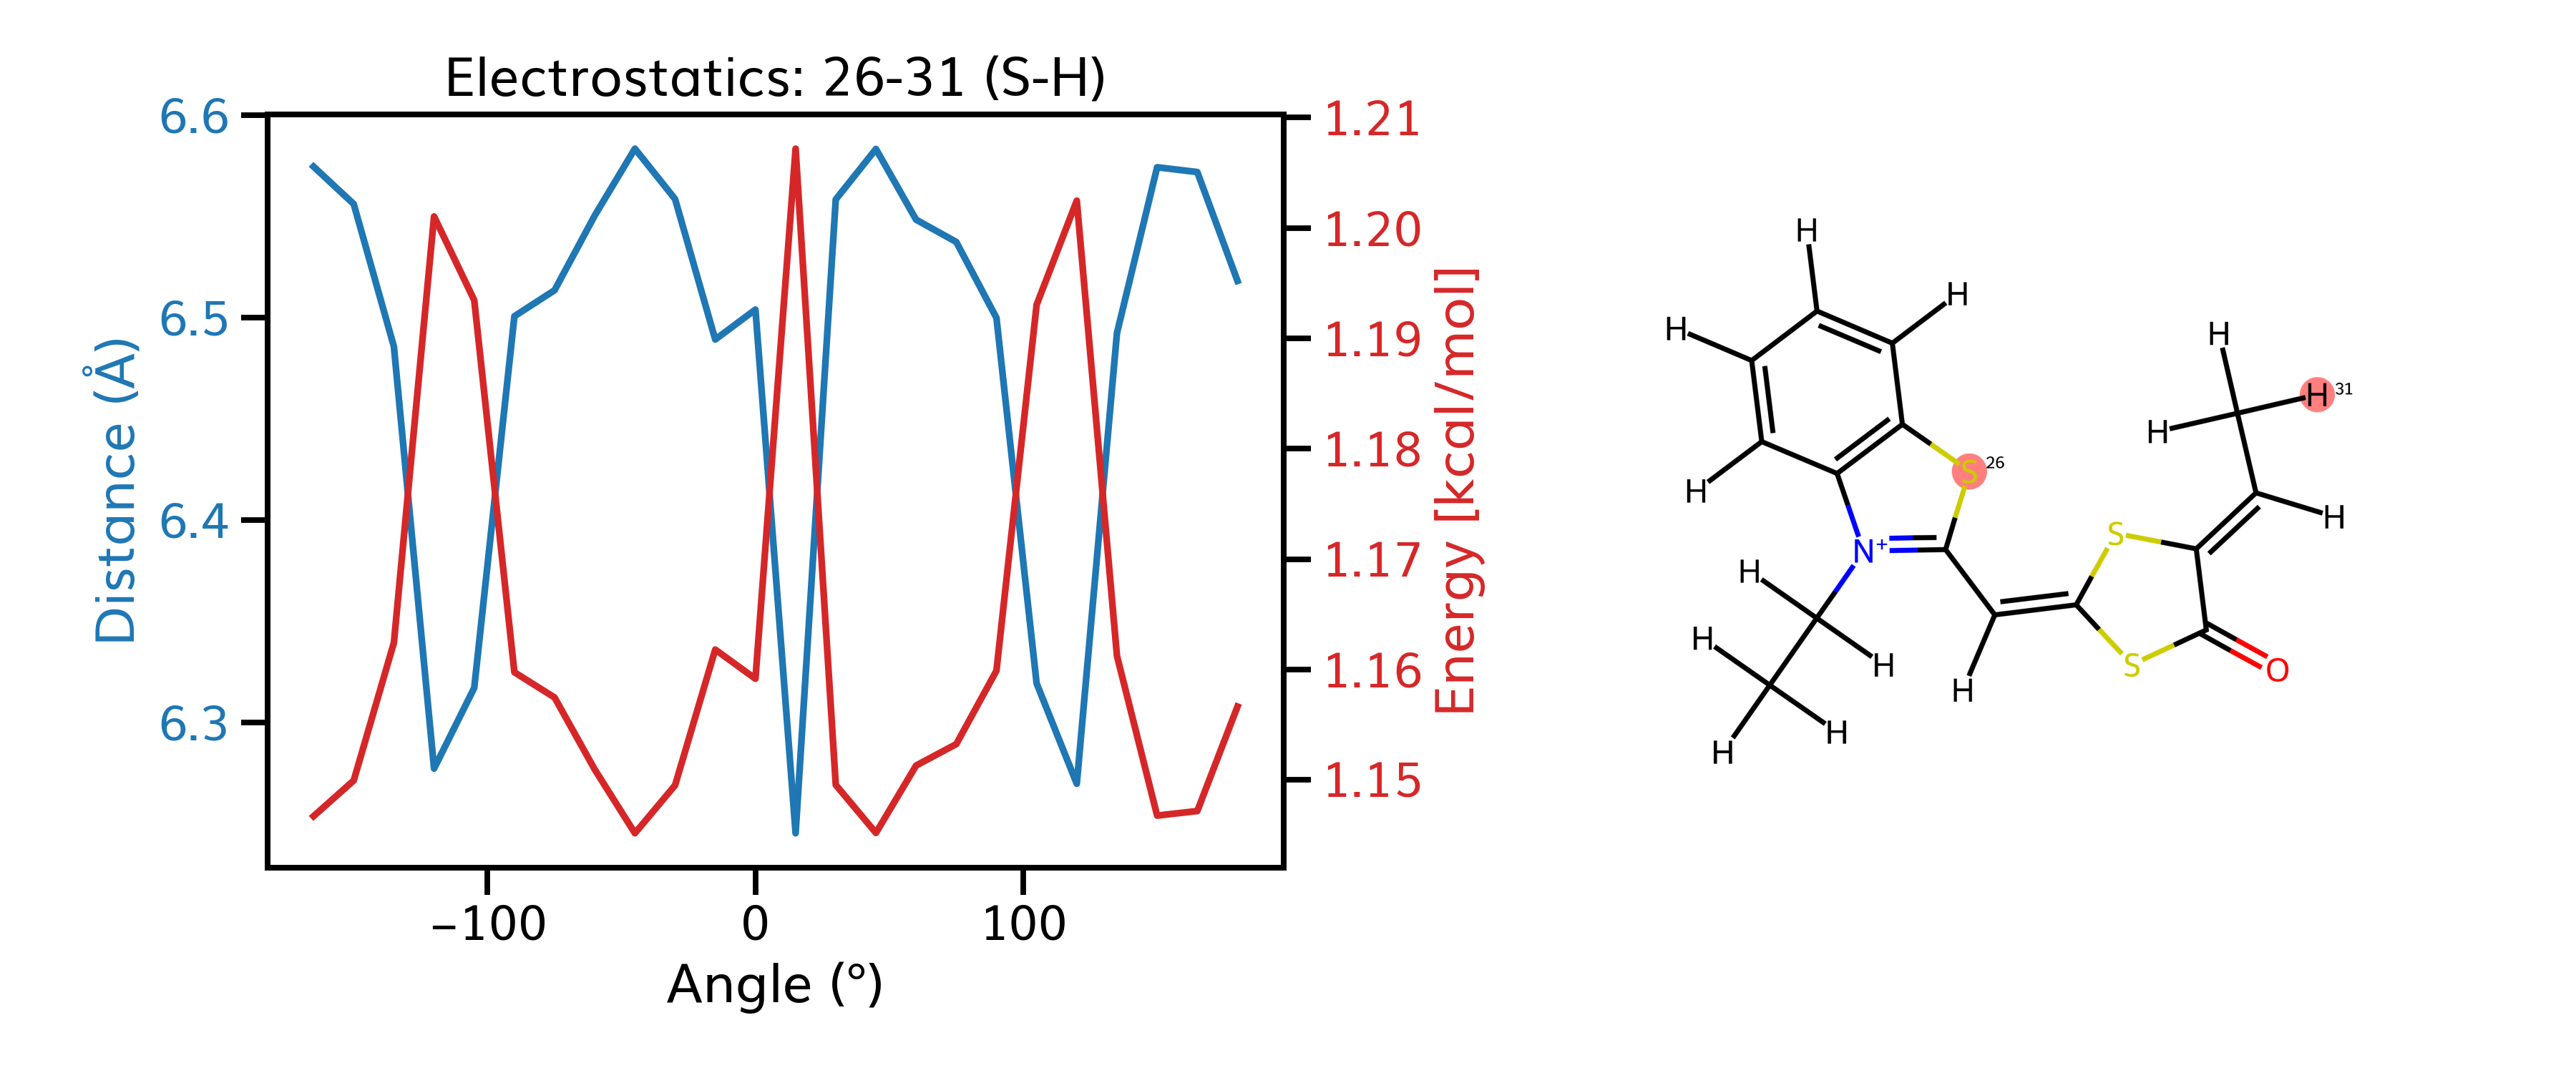 Electrostatics: 26-31 (S-H)
6.6
6.5
6.4
6.3
Distance (Å)
1.21
1.20
1.19
1.18
1.17
1.16
1.15
Energy [kcal/mol]
−100 0 100
Angle (°)
H
H
H
H
H
H 31
H
S 26
H
H
S
N+
H
H
H
S
O
H
H
H